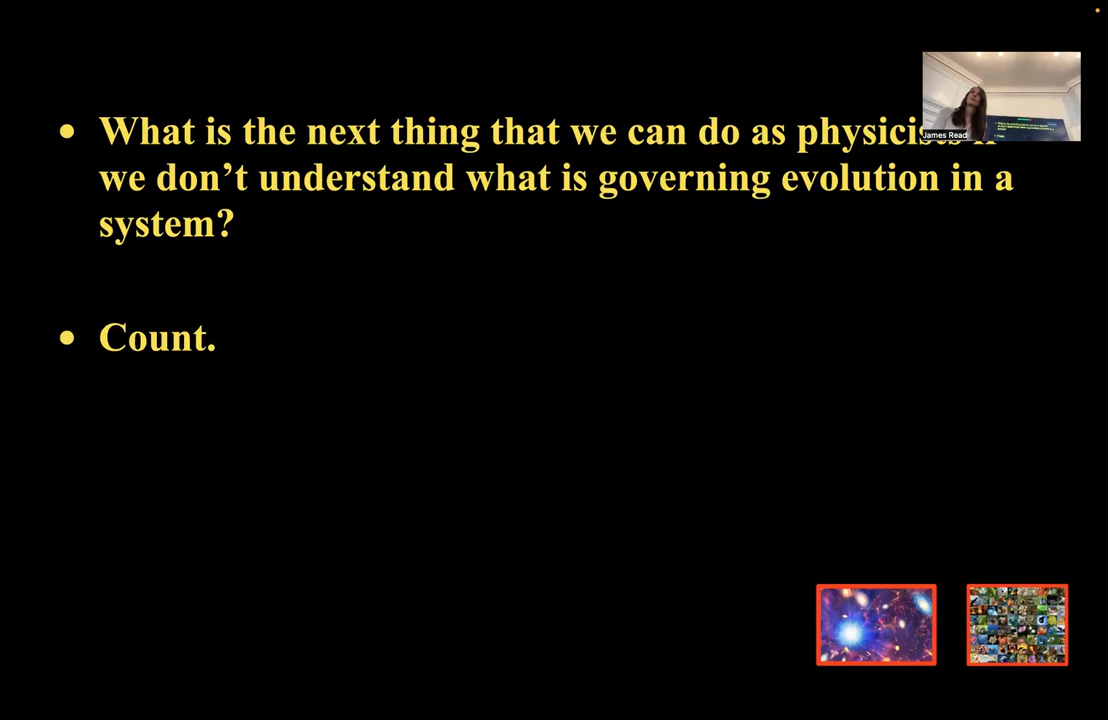 • What is the next thing that we can do as physicists if
we don’t understand what is governing evolution in a
system?
• Count.
James Read